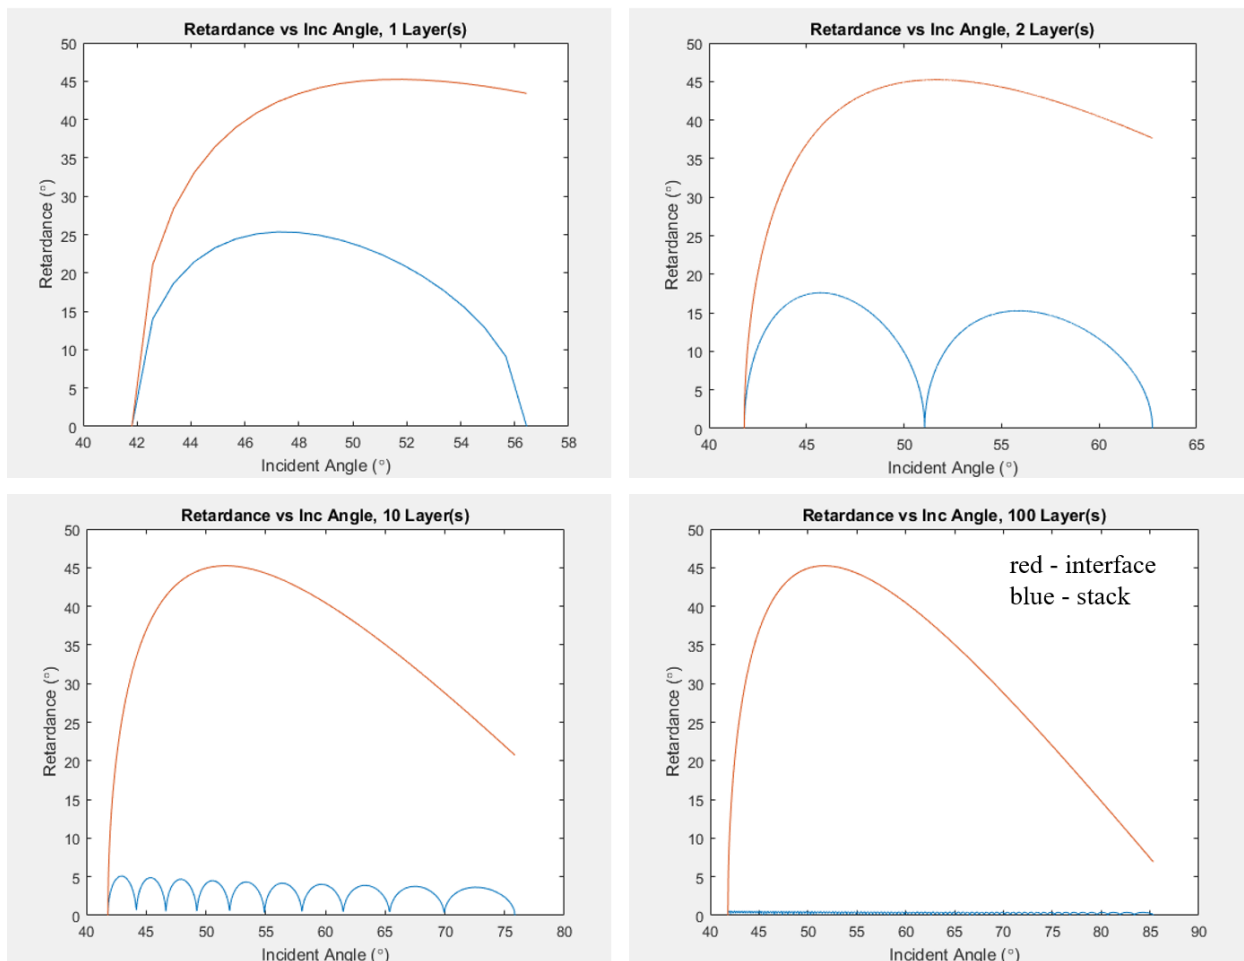 Retardance vs Inc Angle, 1 Layer(s)
50
45
40
35
30
25
20
15
10
5
0
Retardance (°)
40 42 44 46 48 50 52 54 56 58
Incident Angle (°)
Retardance vs Inc Angle, 2 Layer(s)
50
45
40
35
30
25
20
15
10
5
0
Retardance (°)
40 45 50 55 60 65
Incident Angle (°)
Retardance vs Inc Angle, 10 Layer(s)
50
45
40
35
30
25
20
15
10
5
0
Retardance (°)
40 45 50 55 60 65 70 75 80
Incident Angle (°)
Retardance vs Inc Angle, 100 Layer(s)
red - interface
blue - stack
50
45
40
35
30
25
20
15
10
5
0
Retardance (°)
40 45 50 55 60 65 70 75 80 85 90
Incident Angle (°)